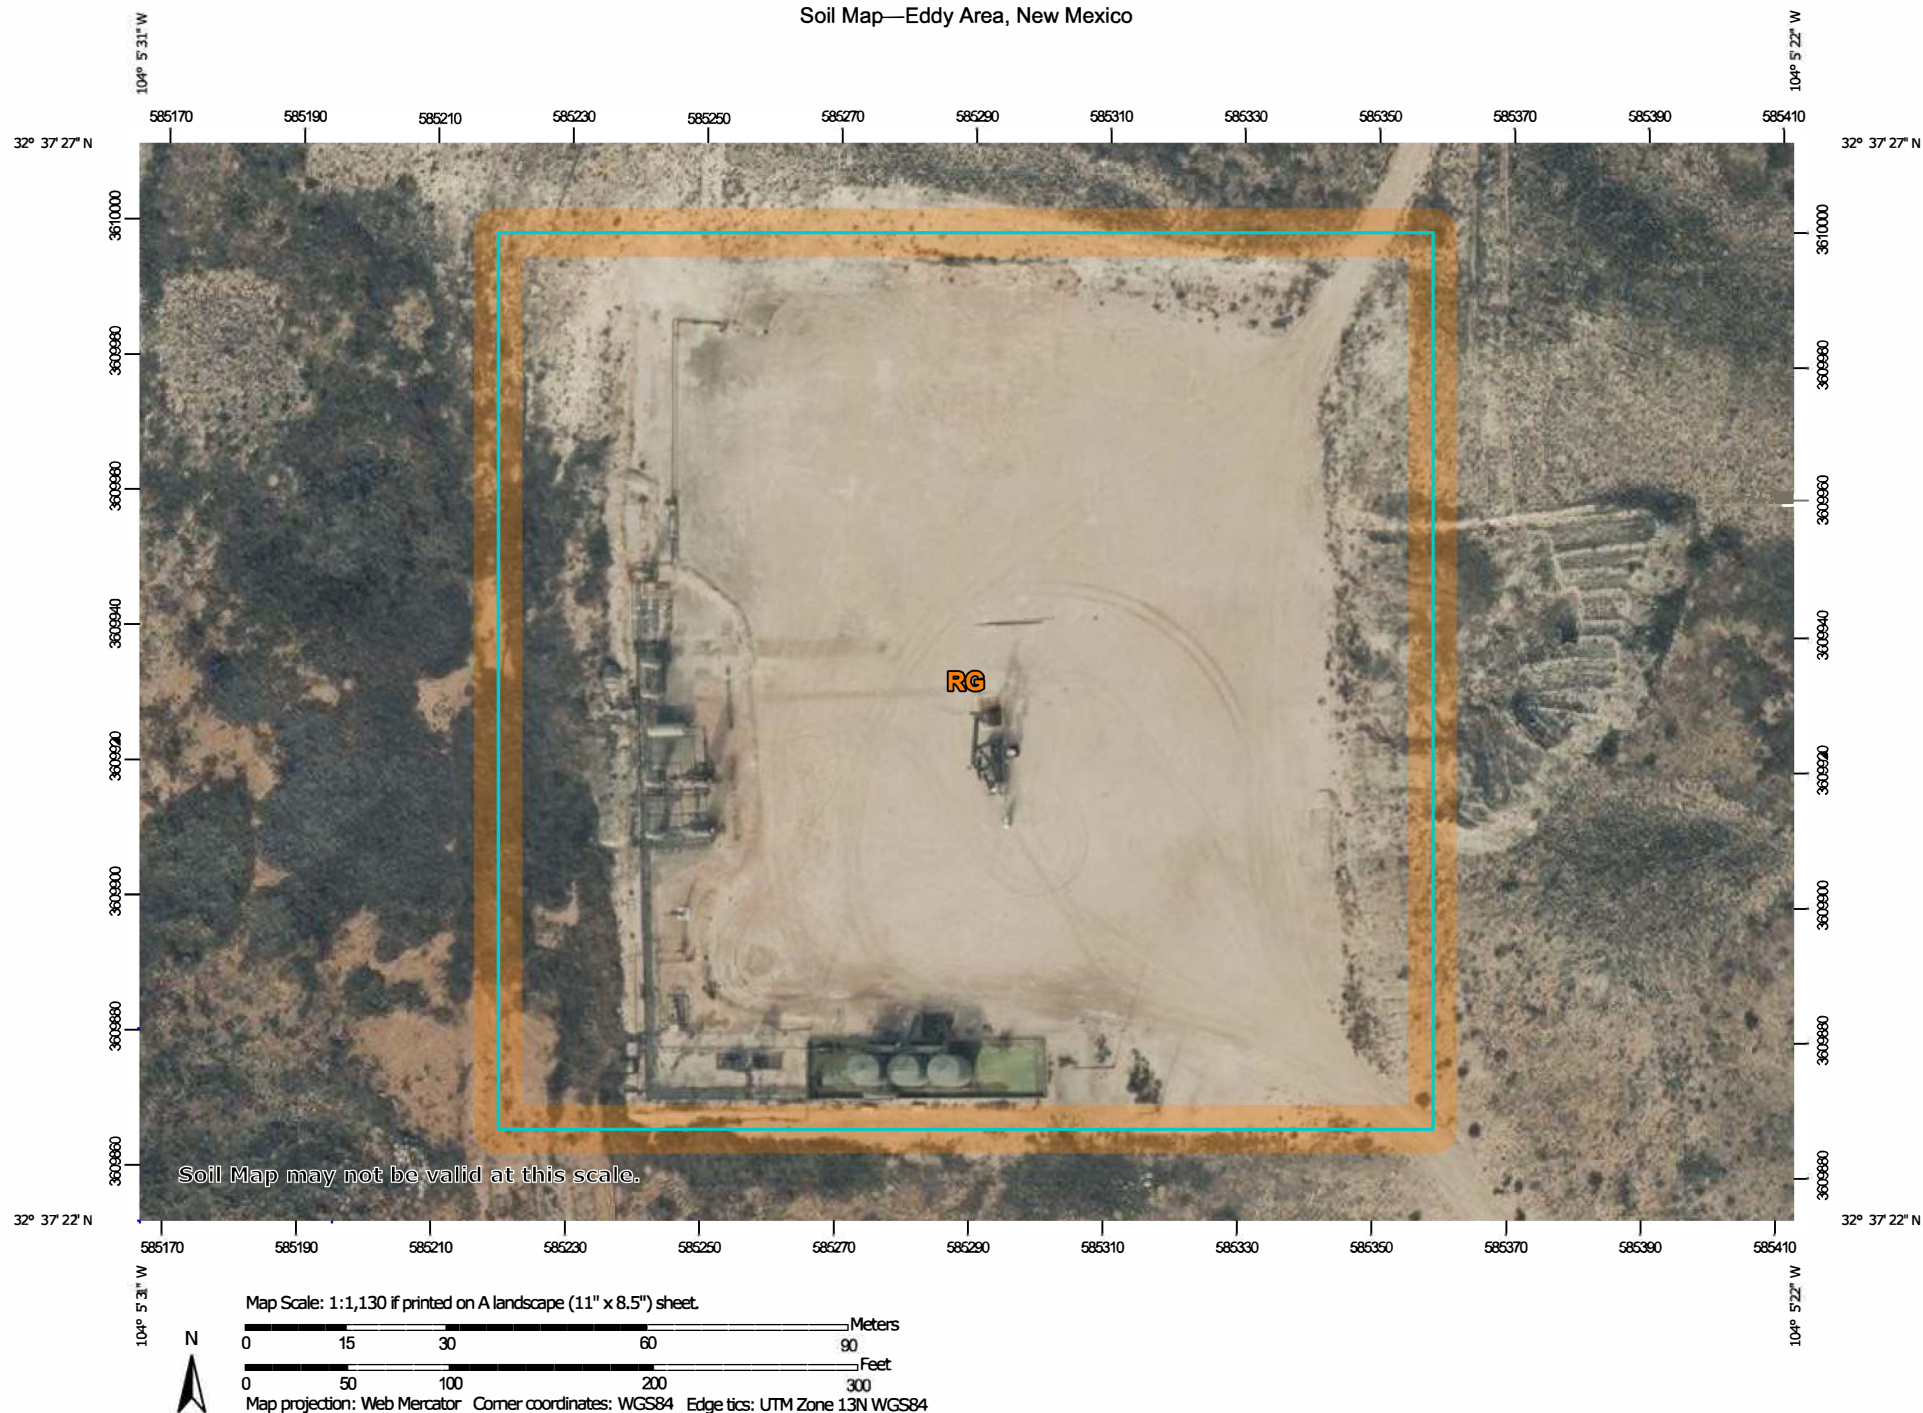 Soil Map—Eddy Area, New Mexico
104° 5' 31" W
104° 5' 22" W
585170 585190 585210 585230 585250 585270 585290 585310 585330 585350 585370 585390 585410
32° 37' 27" N
32° 37' 27" N
3610000
3610000
3609980
3609980
3609960
3609960
3609940
3609940
RG
3609920
3609920
3609900
3609900
3609880
3609880
3609860
3609860
Soil Map may not be valid at this scale.
32° 37' 22" N
32° 37' 22" N
585170 585190 585210 585230 585250 585270 585290 585310 585330 585350 585370 585390 585410
104° 5' 31" W
104° 5' 22" W
Map Scale: 1:1,130 if printed on A landscape (11" x 8.5") sheet.
N
Meters
0 15 30 60 90
Feet
0 50 100 200 300
Map projection: Web Mercator Corner coordinates: WGS84 Edge tics: UTM Zone 13N WGS84